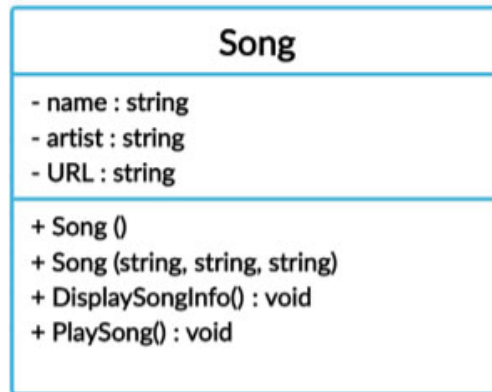 Song
- name : string
- artist : string
- URL : string
+ Song ()
+ Song (string, string, string)
+ DisplaySongInfo() : void
+ PlaySong() : void